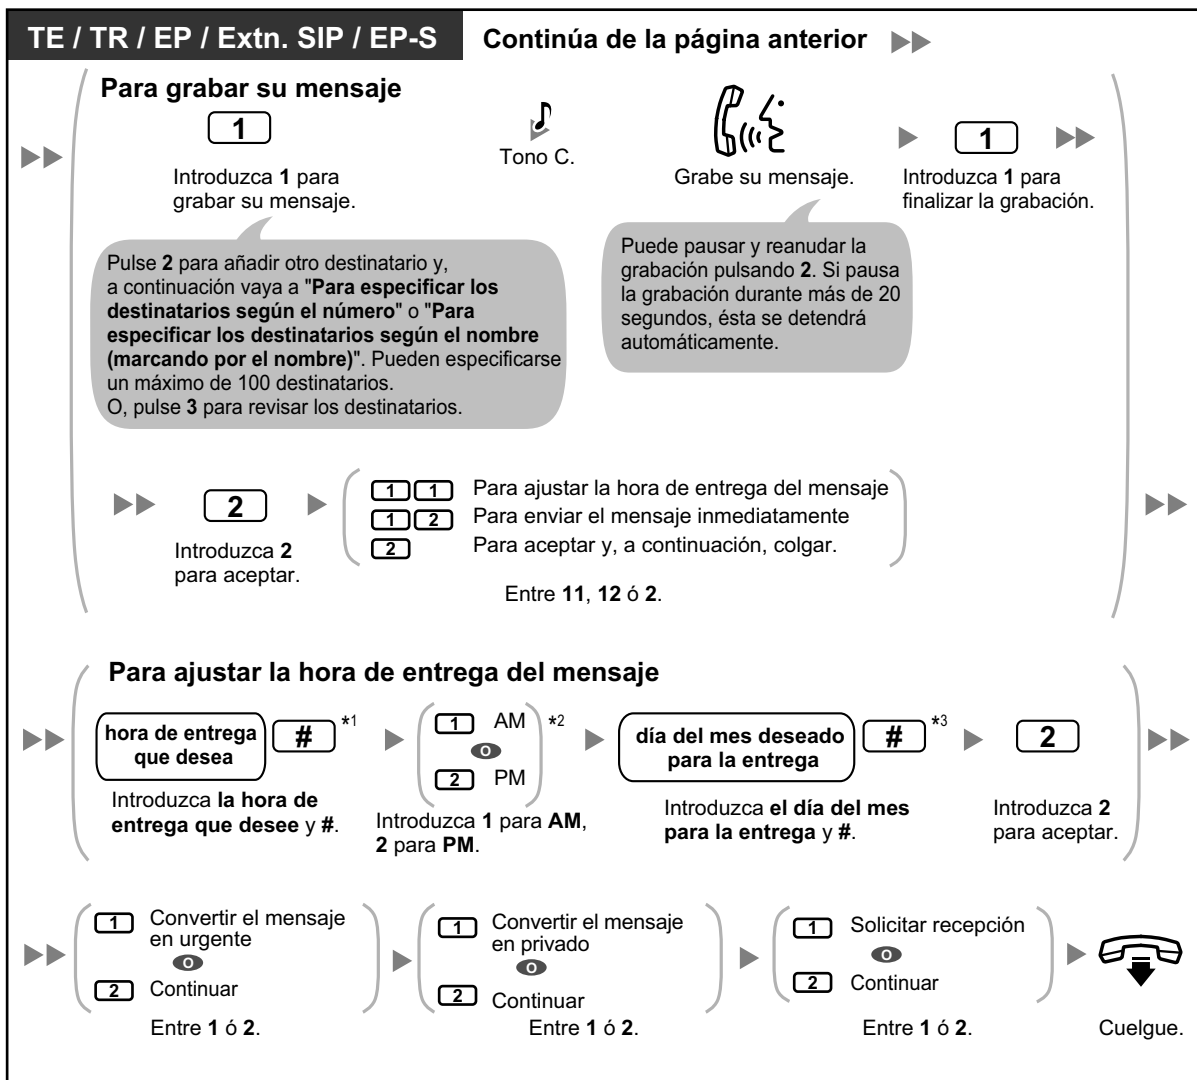 TE / TR / EP / Extn. SIP / EP-S
Continúa de la página anterior
Para grabar su mensaje
1
Introduzca 1 para
grabar su mensaje.
Tono C.
Grabe su mensaje.
1
Introduzca 1 para
finalizar la grabación.
Pulse 2 para añadir otro destinatario y,
a continuación vaya a "Para especificar los
destinatarios según el número" o "Para
especificar los destinatarios según el nombre
(marcando por el nombre)". Pueden especificarse
un máximo de 100 destinatarios.
O, pulse 3 para revisar los destinatarios.
Puede pausar y reanudar la
grabación pulsando 2. Si pausa
la grabación durante más de 20
segundos, ésta se detendrá
automáticamente.
2
Introduzca 2
para aceptar.
1 1 Para ajustar la hora de entrega del mensaje
1 2 Para enviar el mensaje inmediatamente
2 Para aceptar y, a continuación, colgar.
Entre 11, 12 ó 2.
Para ajustar la hora de entrega del mensaje
hora de entrega
que desea
# *1
Introduzca la hora de
entrega que desee y #.
1 AM
O
2 PM
*2
Introduzca 1 para AM,
2 para PM.
día del mes deseado
para la entrega
# *3
Introduzca el día del mes
para la entrega y #.
2
Introduzca 2
para aceptar.
1 Convertir el mensaje
en urgente
O
2 Continuar
Entre 1 ó 2.
1 Convertir el mensaje
en privado
O
2 Continuar
Entre 1 ó 2.
1 Solicitar recepción
O
2 Continuar
Entre 1 ó 2.
Cuelgue.